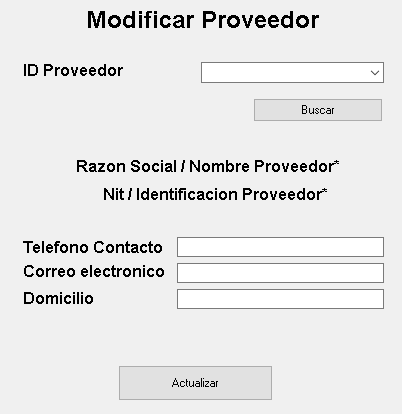 Modificar Proveedor
ID Proveedor
Buscar
Razon Social / Nombre Proveedor*
Nit / Identificacion Proveedor*
Telefono Contacto
Correo electronico
Domicilio
Actualizar